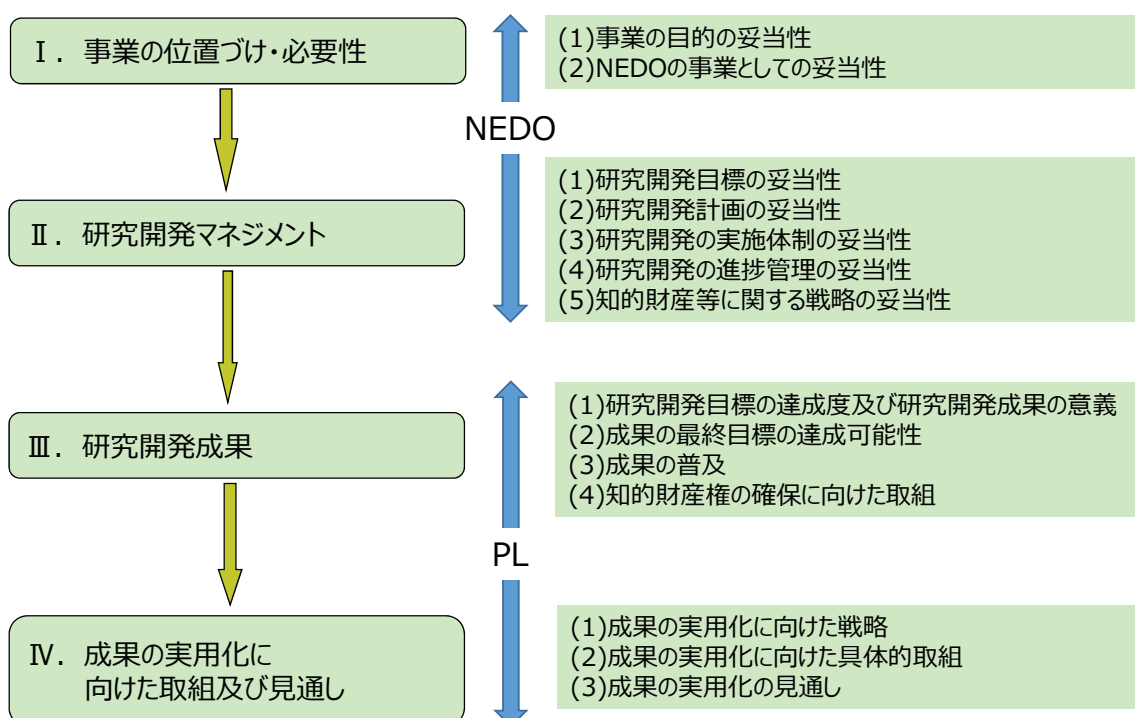 Ⅰ．事業の位置づけ・必要性
(1)事業の目的の妥当性
(2)NEDOの事業としての妥当性
NEDO
Ⅱ．研究開発マネジメント
(1)研究開発目標の妥当性
(2)研究開発計画の妥当性
(3)研究開発の実施体制の妥当性
(4)研究開発の進捗管理の妥当性
(5)知的財産等に関する戦略の妥当性
Ⅲ．研究開発成果
(1)研究開発目標の達成度及び研究開発成果の意義
(2)成果の最終目標の達成可能性
(3)成果の普及
(4)知的財産権の確保に向けた取組
PL
Ⅳ．成果の実用化に
向けた取組及び見通し
(1)成果の実用化に向けた戦略
(2)成果の実用化に向けた具体的取組
(3)成果の実用化の見通し